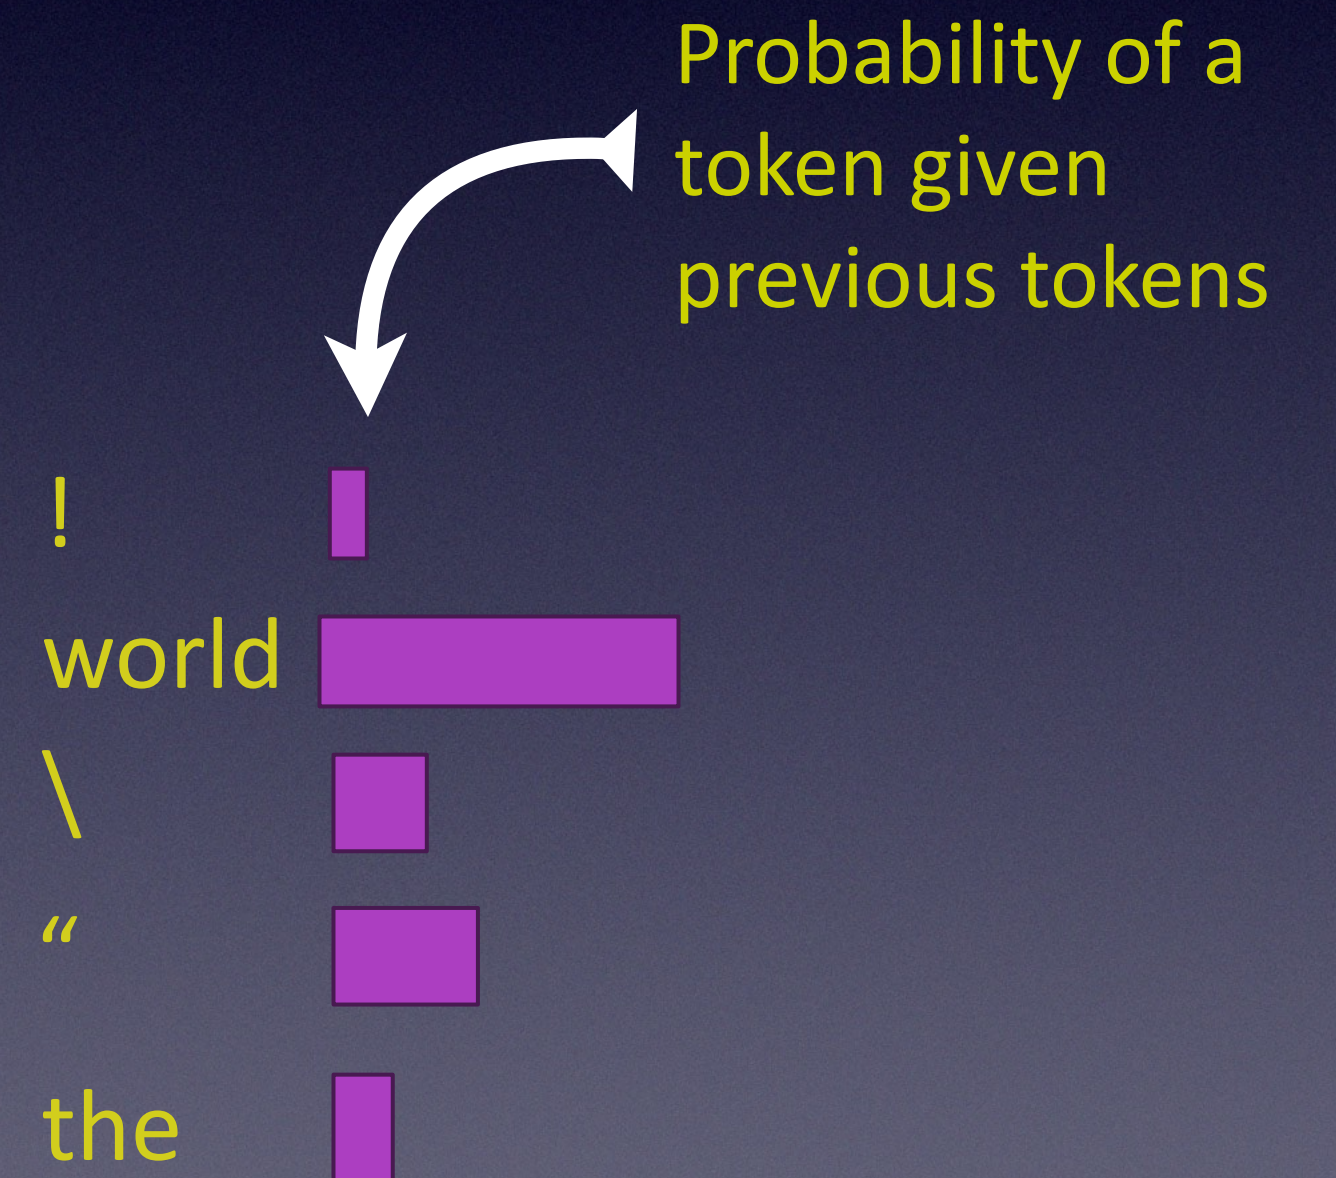 Probability of a
token given
previous tokens
!
world
\
“
the